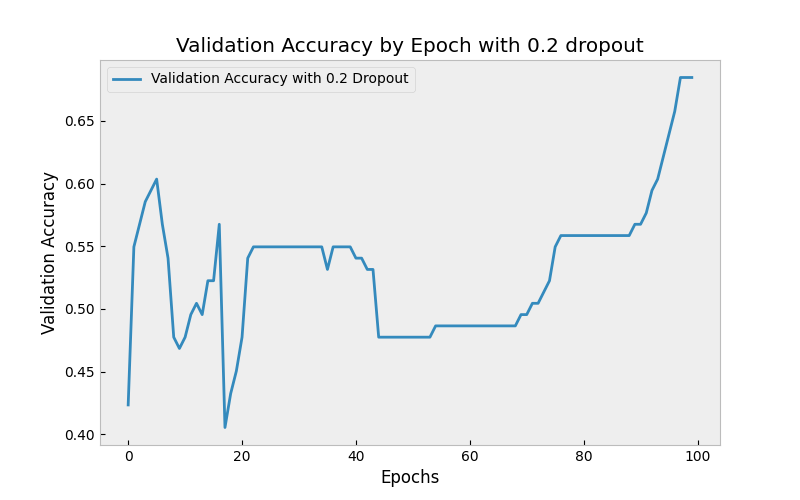 Validation Accuracy by Epoch with 0.2 dropout
Validation Accuracy with 0.2 Dropout
Validation Accuracy
0.65
0.60
0.55
0.50
0.45
0.40
0 20 40 60 80 100
Epochs